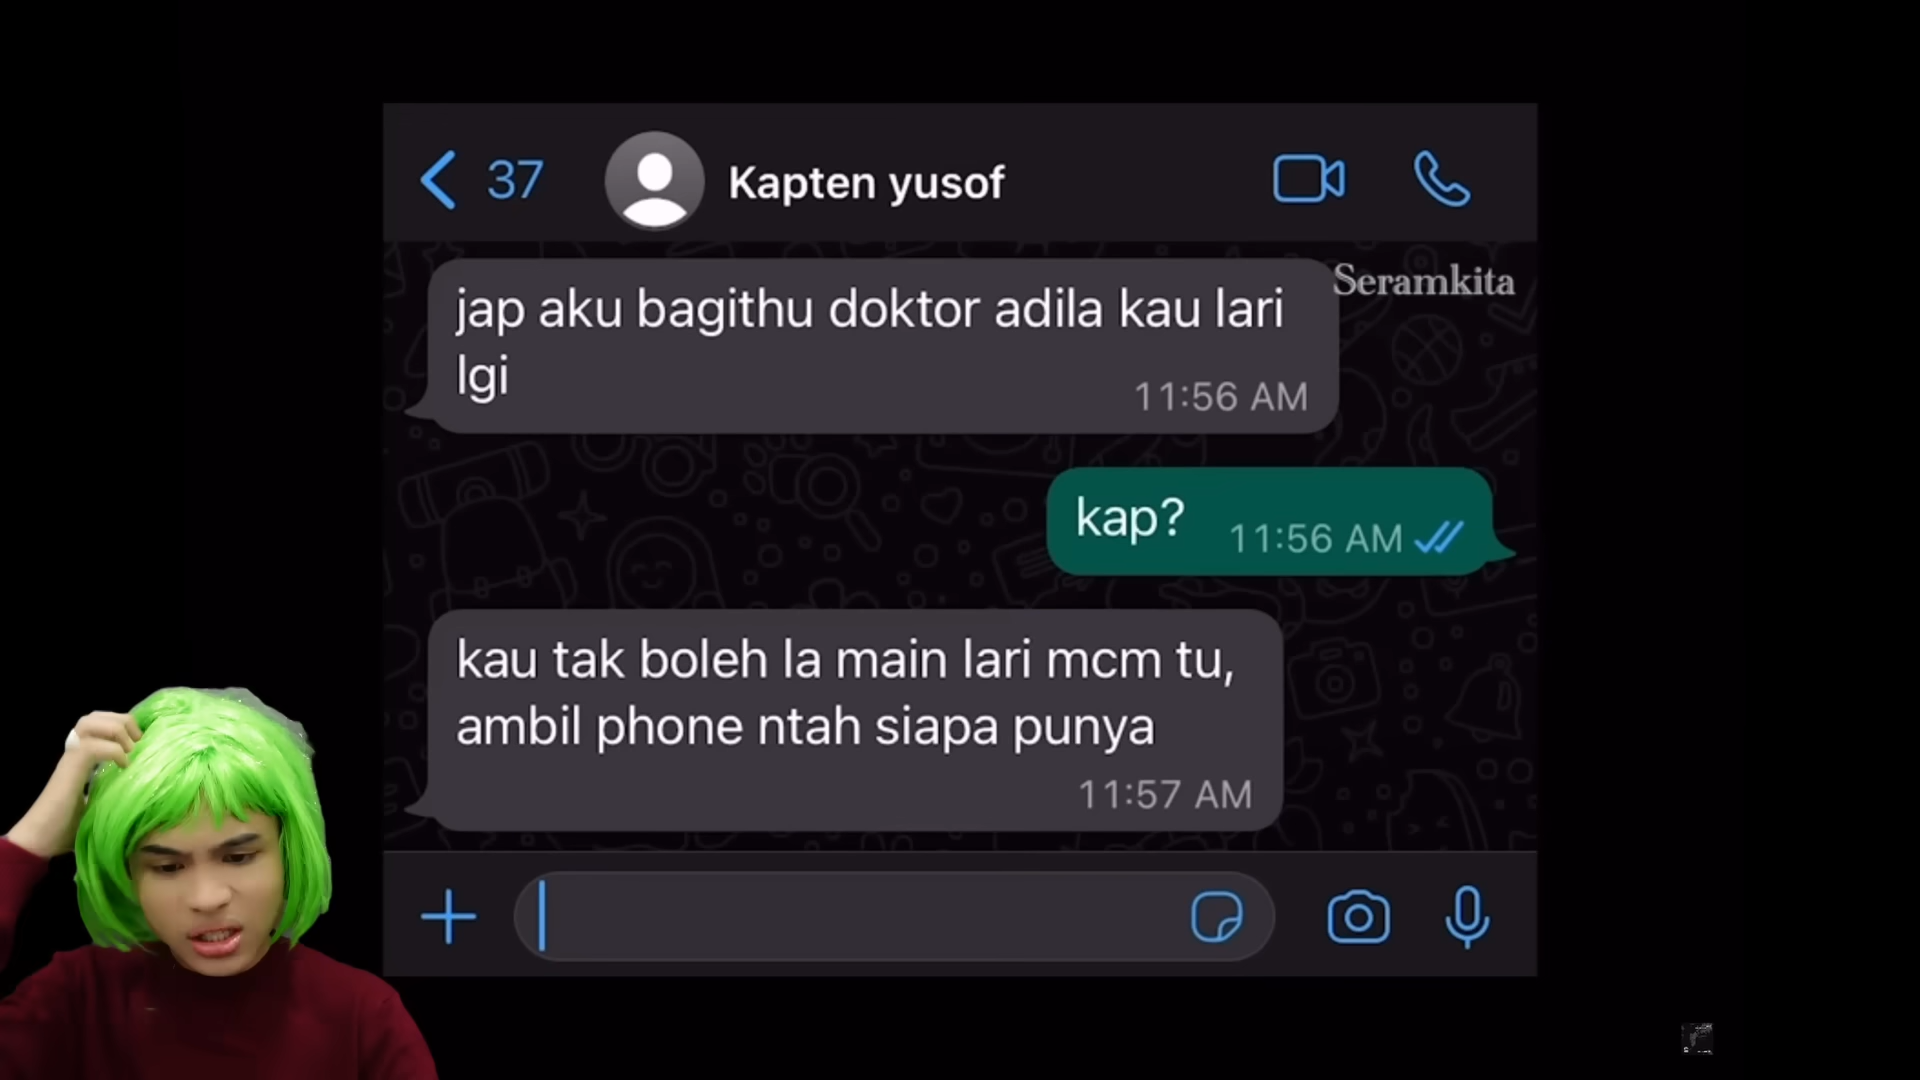 37
Kapten yusof
Seramkita
jap aku bagithu doktor adila kau lari
lgi
11:56 AM
kap?
11:56 AM
kau tak boleh la main lari mcm tu,
ambil phone ntah siapa punya
11:57 AM